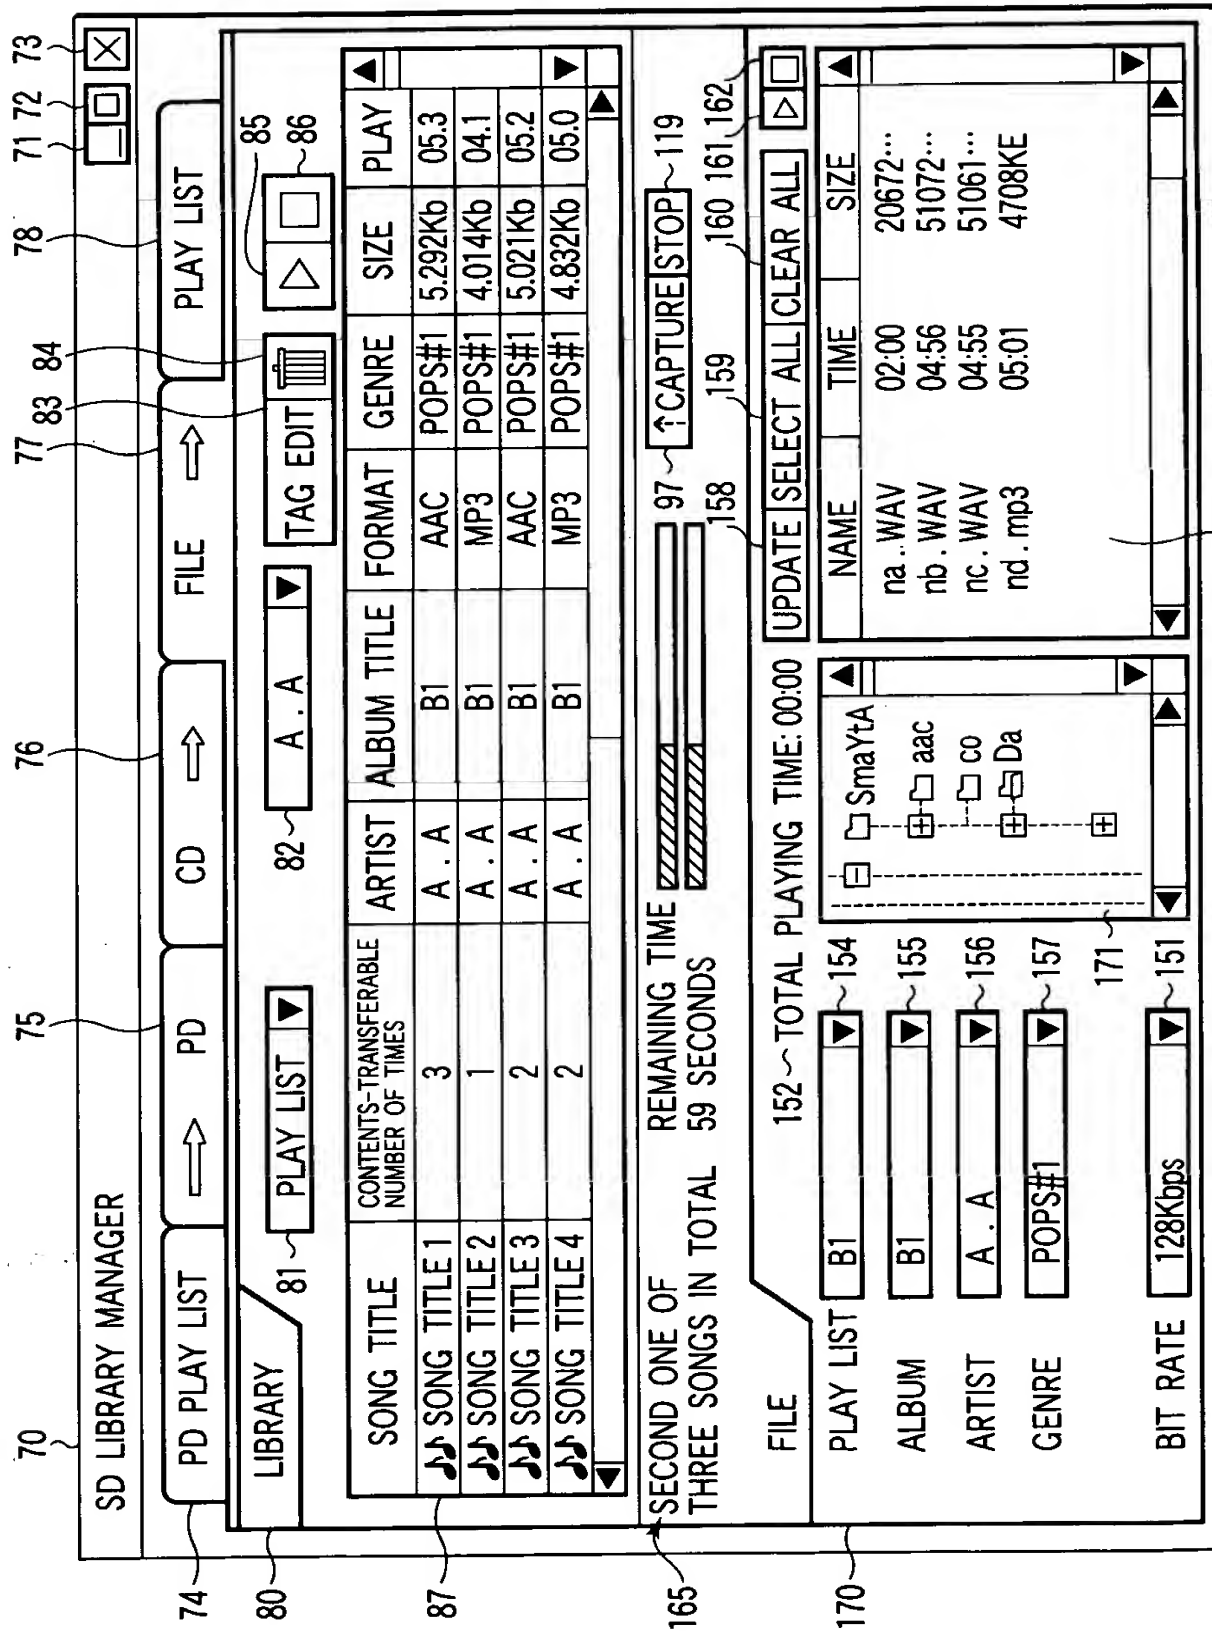 70
71 72 73
SD LIBRARY MANAGER
74 75 76 77 78
PD PLAY LIST
PD
CD
FILE
PLAY LIST
80
LIBRARY
81 PLAY LIST
82 A . A
83 84 85 86
TAG EDIT
87
SONG TITLE CONTENTS-TRANSFERABLE NUMBER OF TIMES ARTIST ALBUM TITLE FORMAT GENRE SIZE PLAY
SONG TITLE 1 3 A . A B1 AAC POPS#1 5.292Kb 05.3
SONG TITLE 2 1 A . A B1 MP3 POPS#1 4.014Kb 04.1
SONG TITLE 3 2 A . A B1 AAC POPS#1 5.021Kb 05.2
SONG TITLE 4 2 A . A B1 MP3 POPS#1 4.832Kb 05.0
165
SECOND ONE OF
THREE SONGS IN TOTAL
REMAINING TIME
59 SECONDS
97 ↑CAPTURE STOP 119
170
FILE
152 TOTAL PLAYING TIME: 00:00
158 159 160 161 162
UPDATE SELECT ALL CLEAR ALL
PLAY LIST B1 154
ALBUM B1 155
ARTIST A . A 156
GENRE POPS#1 157
BIT RATE 128Kbps 151
171
SmaYtA
aac
co
Da
NAME TIME SIZE
na..WAV 02:00 20672...
nb.WAV 04:56 51072...
nc.WAV 04:55 51061...
nd.mp3 05:01 4708KE